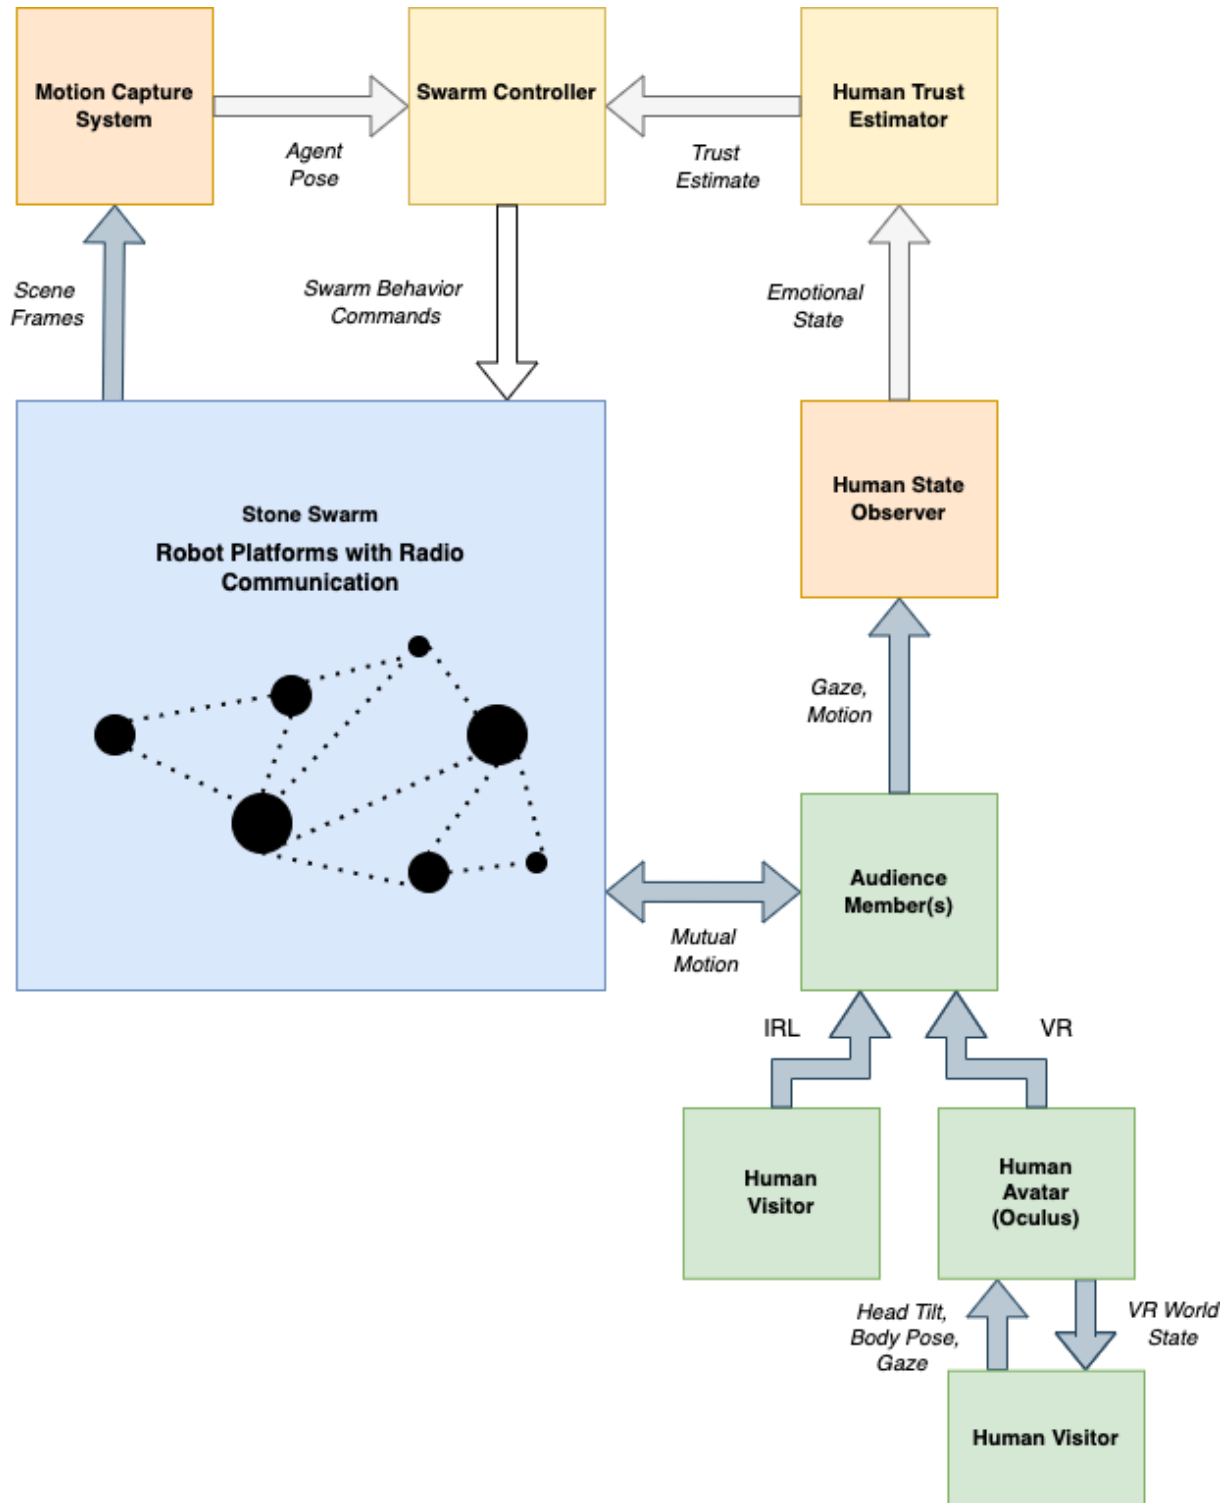 Motion Capture
System
Agent
Pose
Swarm Controller
Trust
Estimate
Human Trust
Estimator
Scene
Frames
Swarm Behavior
Commands
Emotional
State
Stone Swarm
Robot Platforms with Radio
Communication
Human State
Observer
Gaze,
Motion
Mutual
Motion
Audience
Member(s)
IRL
VR
Human
Visitor
Human
Avatar
(Oculus)
Head Tilt,
Body Pose,
Gaze
VR World
State
Human Visitor